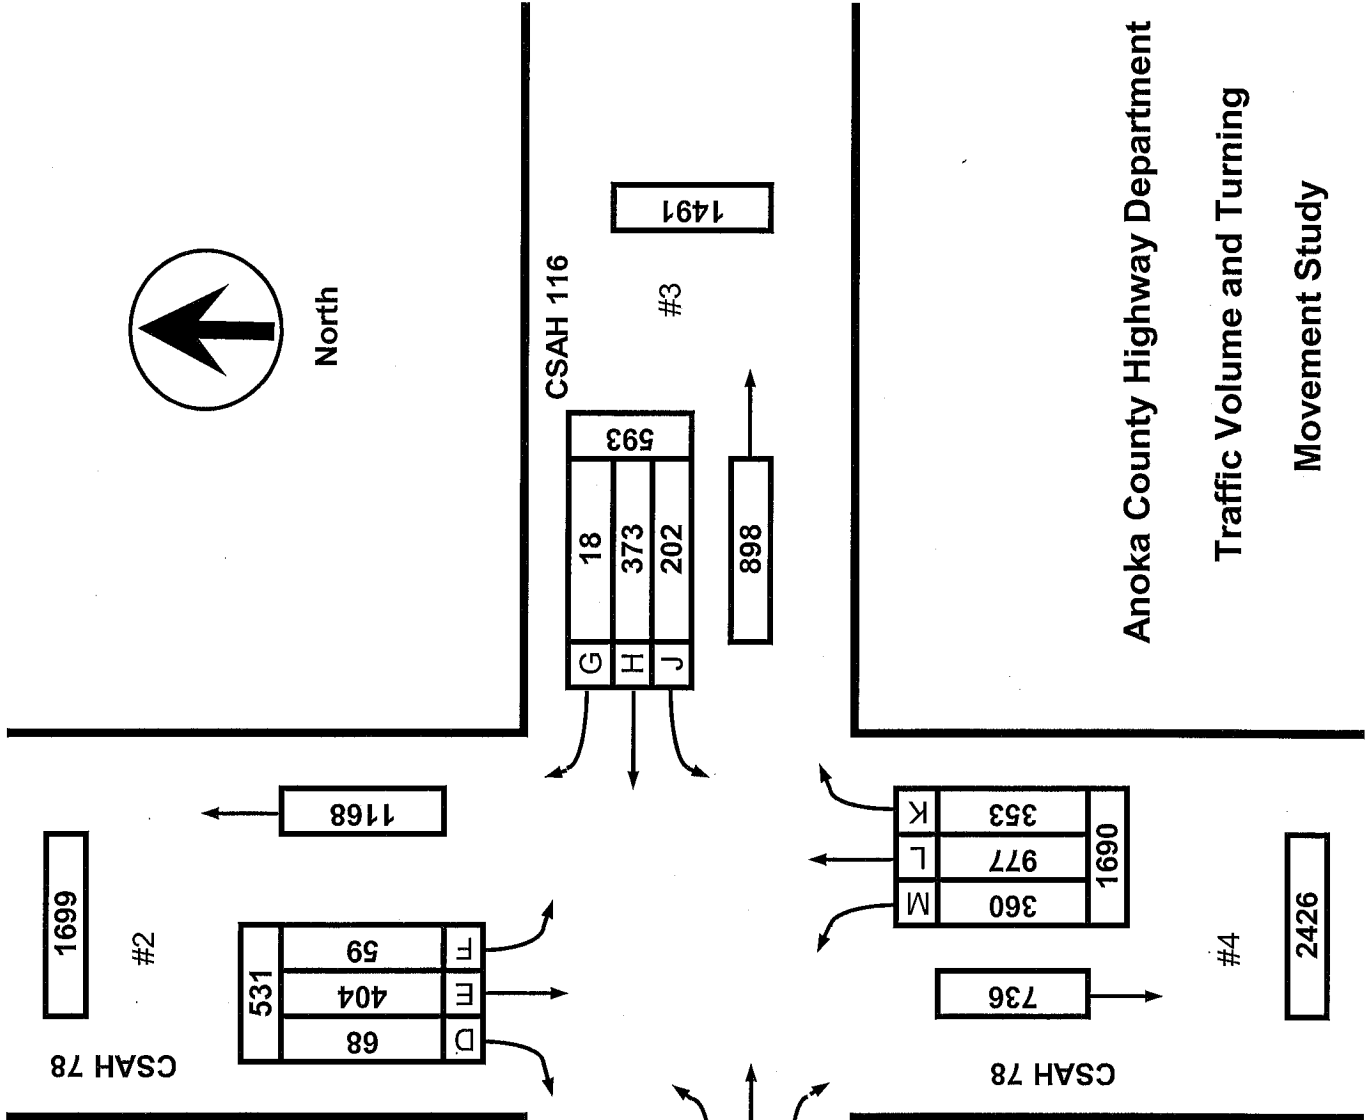 Anoka County Highway Department
Traffic Volume and Turning
Movement Study
North
CSAH 116
#3
1491
593
18
373
202
G
H
J
898
1168
1699
#2
531
59
404
68
F
E
D
CSAH 78
K
L
M
353
977
360
1690
736
#4
2426
CSAH 78